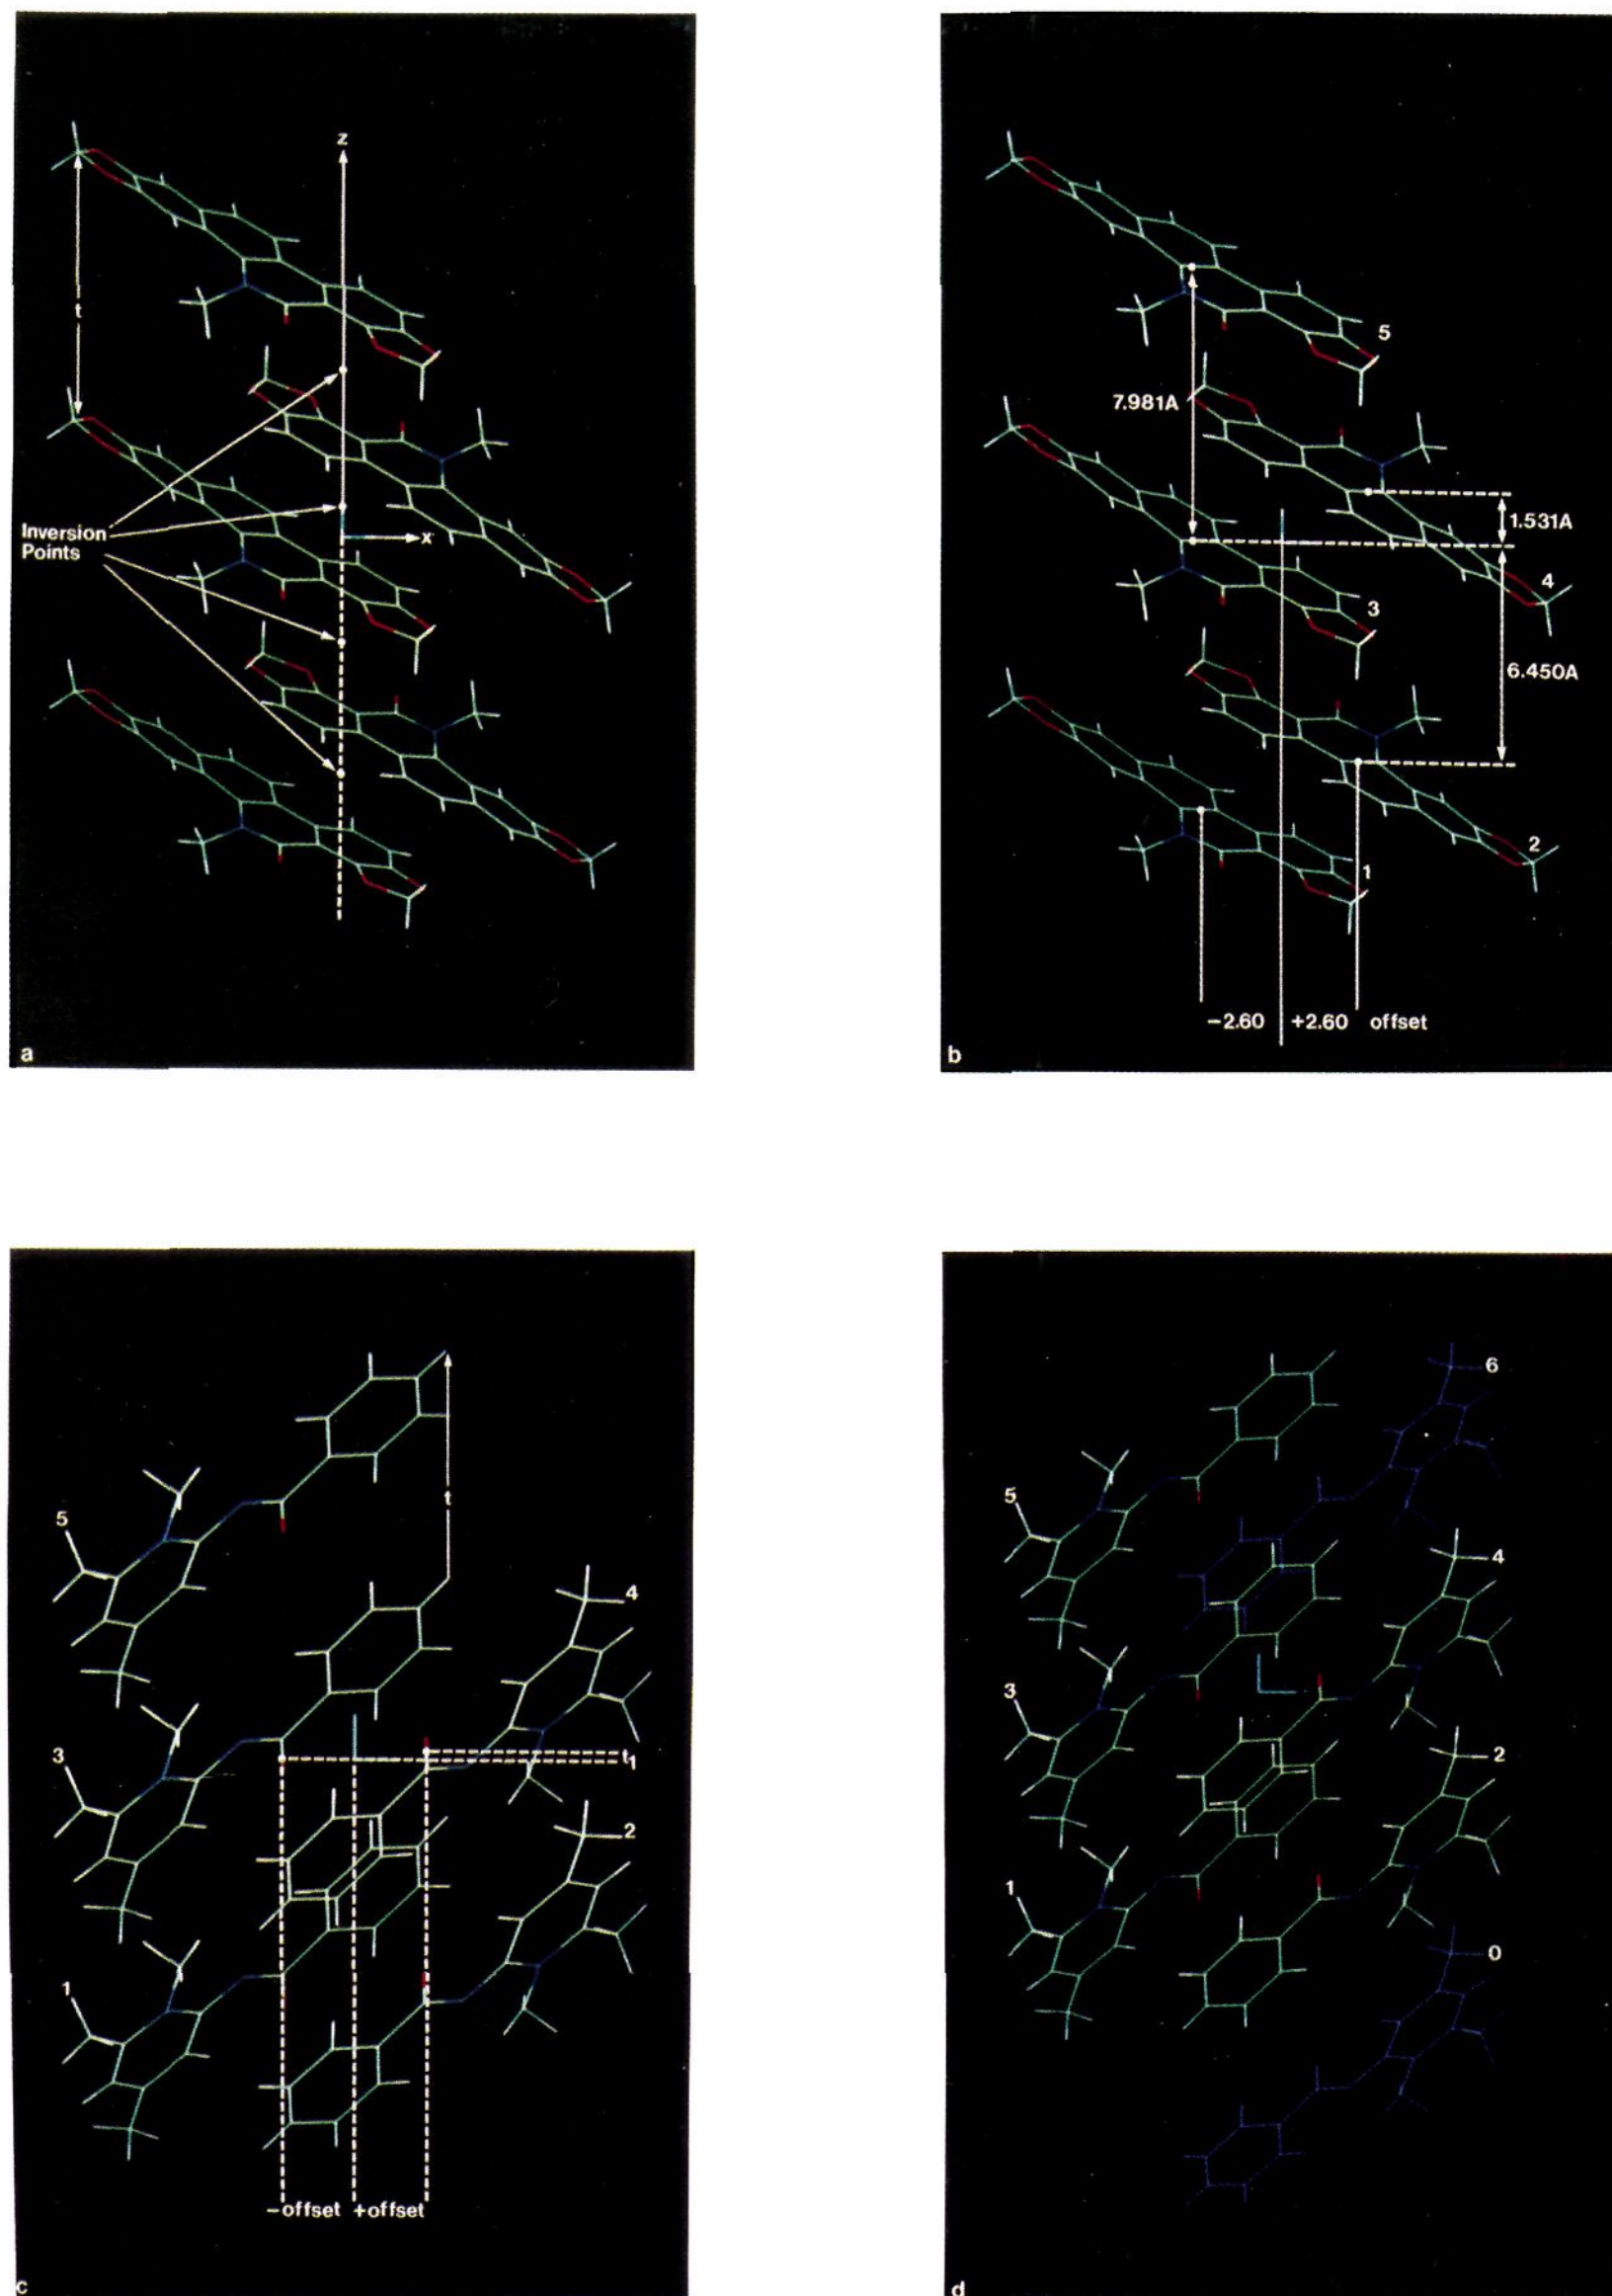 z
t
Inversion
Points
x
a
5
7.981A
1.531A
4
3
6.450A
2
1
−2.60 +2.60 offset
b
t
5
4
3
t1
2
1
−offset +offset
c
6
5
4
3
2
1
0
d